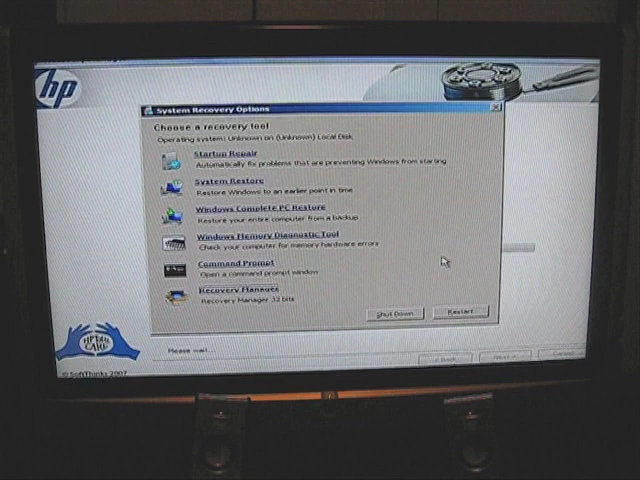 hp
System Recovery Options
Choose a recovery tool
Operating system: Unknown on (Unknown) Local Disk
Startup Repair
Automatically fix problems that are preventing Windows from starting
System Restore
Restore Windows to an earlier point in time
Windows Complete PC Restore
Restore your entire computer from a backup
Windows Memory Diagnostic Tool
Check your computer for memory hardware errors
Command Prompt
Open a command prompt window
Recovery Manager
Recovery Manager 32 bits
Shut Down
Restart
CARE
Please wait...
< Back
© SoftThinks 2007